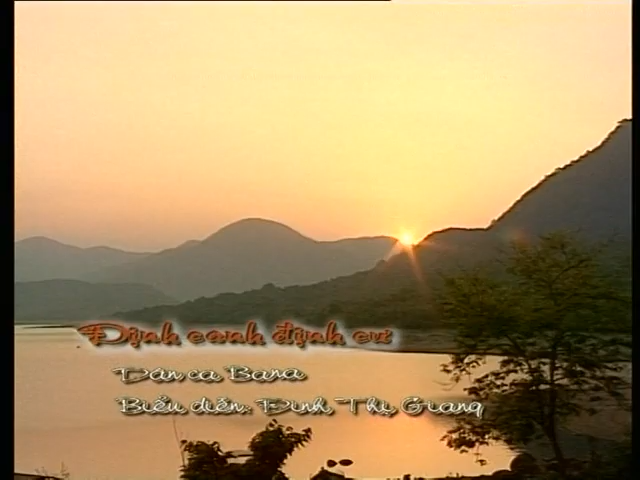 Định canh định cư
Dân ca Bana
Biểu diễn: Đinh Thị Giang